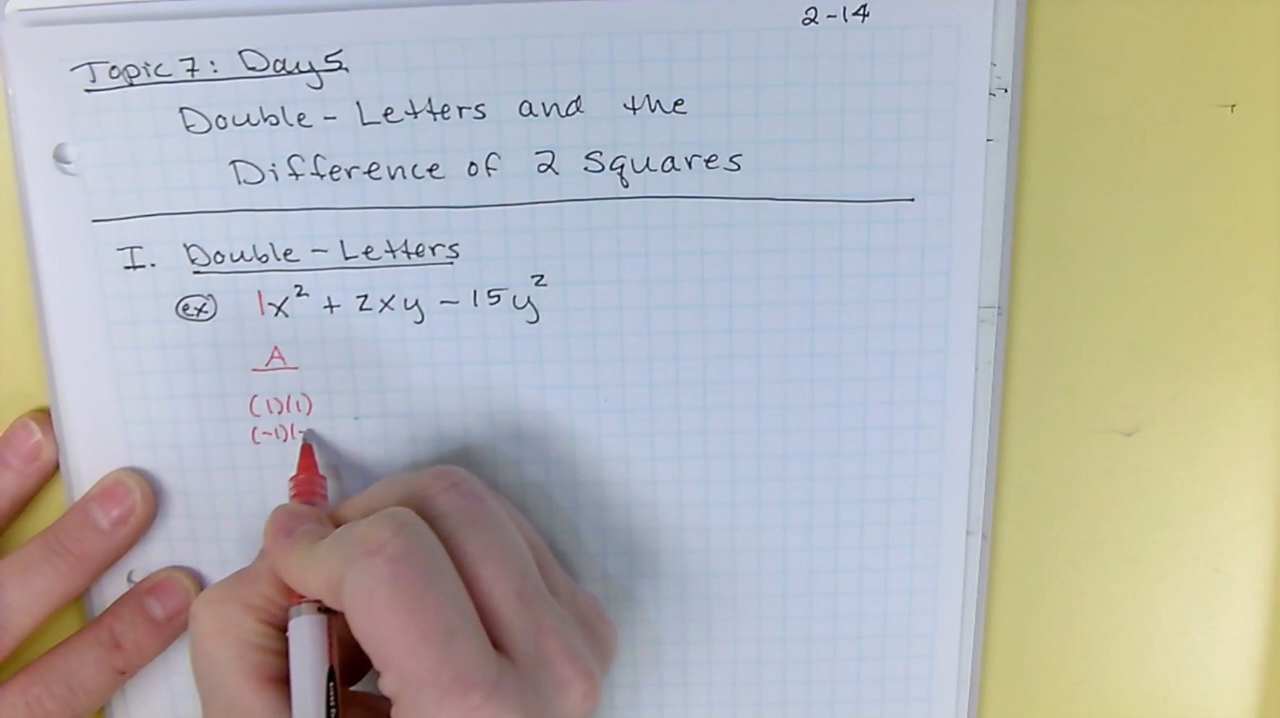 2-14
Topic 7: Day 5
Double-Letters and the
Difference of 2 Squares
I. Double-Letters
ex 1x² + 2xy - 15y²
A
(1)(1)
(-1)(-